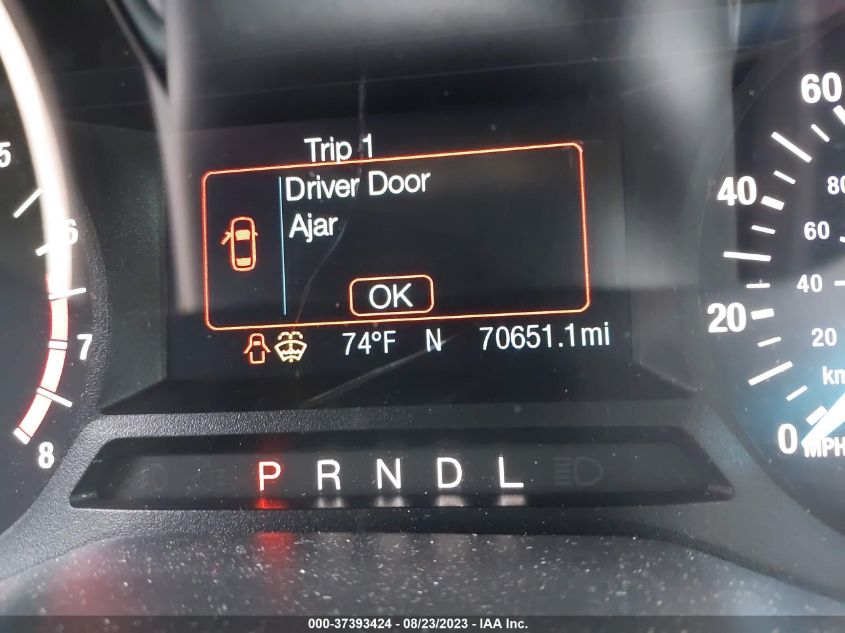 Trip 1
Driver Door
Ajar
OK
74°F N 70651.1mi
P R N D L
5
6
7
8
60
40
20
0
80
60
40
20
km
MPH
000-37393424 - 08/23/2023 - IAA Inc.